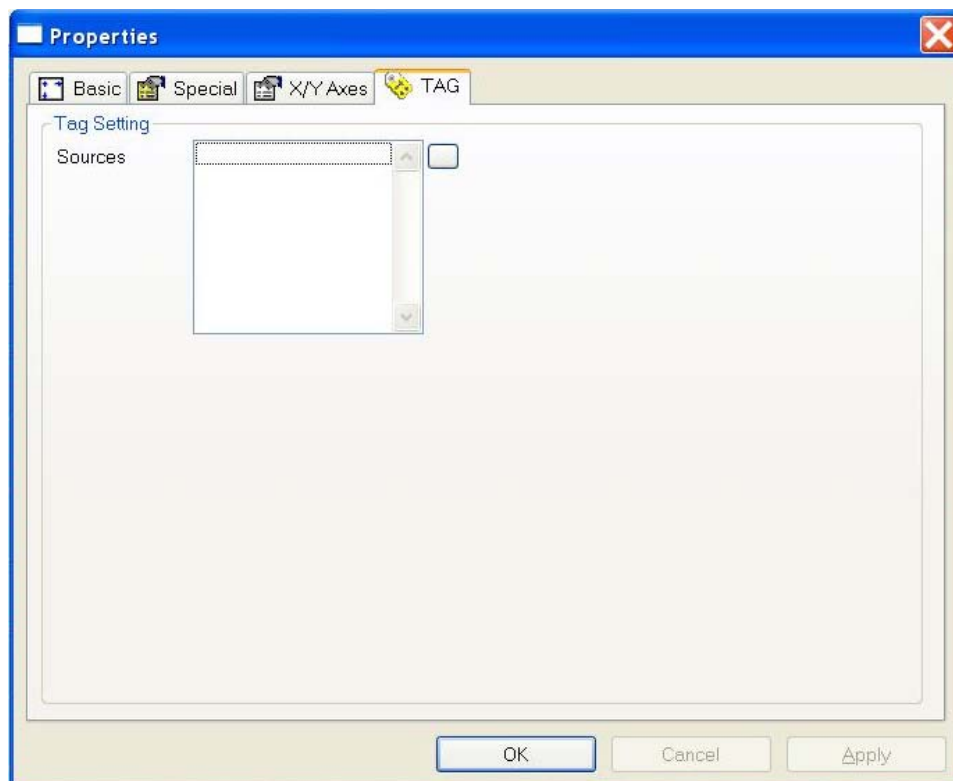 Properties
Basic Special X/Y Axes TAG
Tag Setting
Sources
OK Cancel Apply